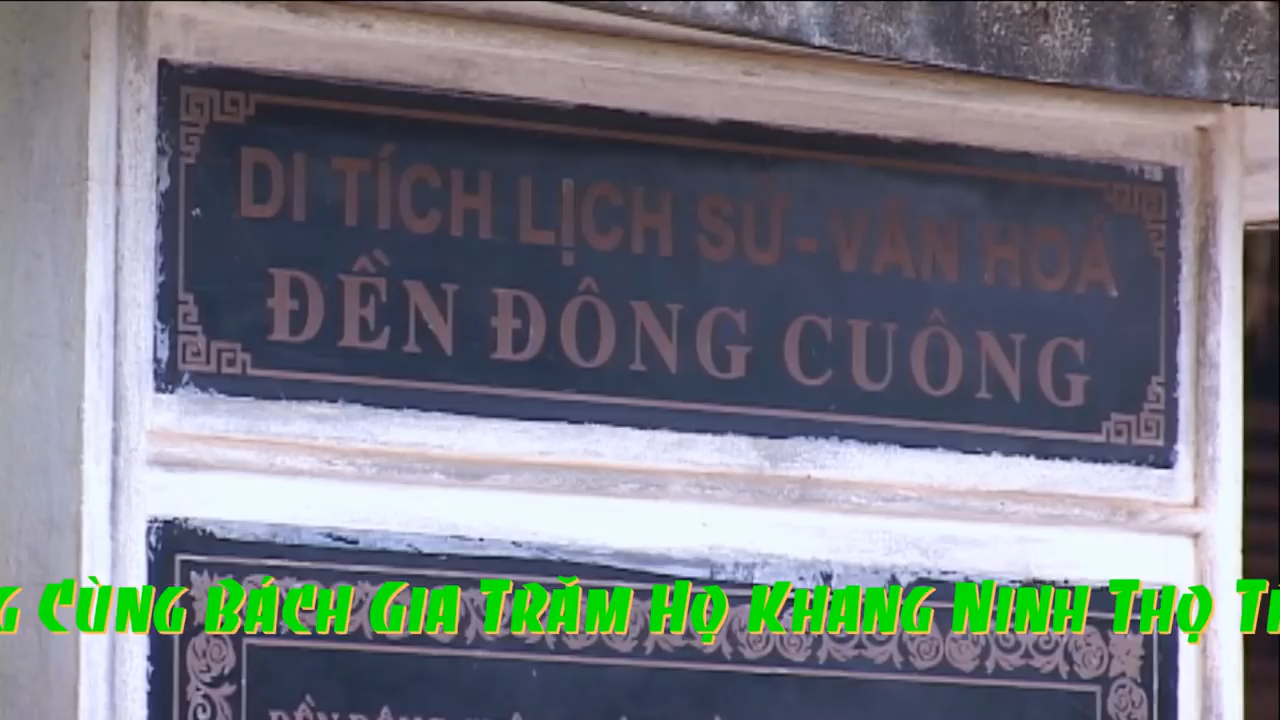 DI TÍCH LỊCH SỬ-VĂN HOÁ
ĐỀN ĐÔNG CUÔNG
CÙNG BÁCH GIA TRĂM HỌ KHANG NINH THỌ